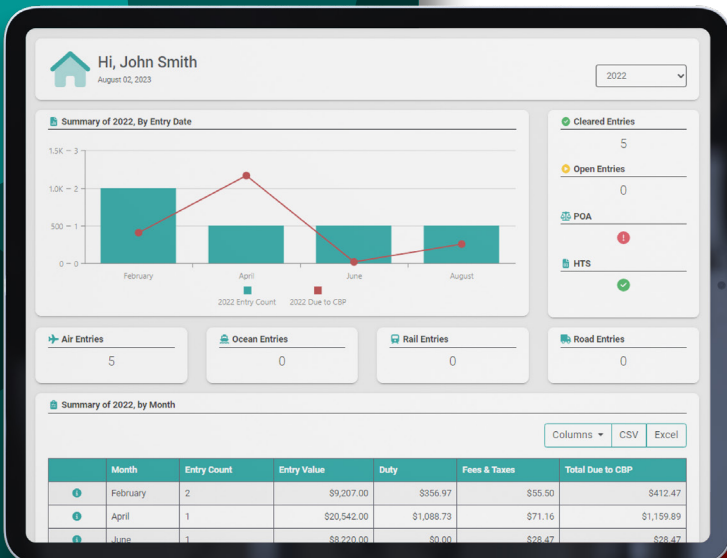 Hi, John Smith
August 02, 2023
2022
Summary of 2022, By Entry Date
1.5K – 3
1.0K – 2
500 – 1
0 – 0
February April June August
2022 Entry Count 2022 Due to CBP
Cleared Entries
5
Open Entries
0
POA
HTS
Air Entries
5
Ocean Entries
0
Rail Entries
0
Road Entries
0
Summary of 2022, by Month
Columns CSV Excel
Month Entry Count Entry Value Duty Fees & Taxes Total Due to CBP
February 2 $9,207.00 $356.97 $55.50 $412.47
April 1 $20,542.00 $1,088.73 $71.16 $1,159.89
June 1 $8,220.00 $0.00 $28.47 $28.47